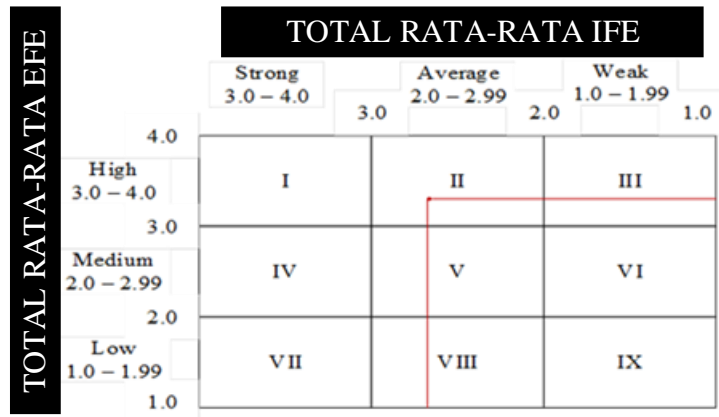 TOTAL RATA-RATA EFE
TOTAL RATA-RATA IFE
Strong
3.0 – 4.0
Average
2.0 – 2.99
Weak
1.0 – 1.99
3.0
2.0
1.0
4.0
High
3.0 – 4.0
I
II
III
3.0
Medium
2.0 – 2.99
IV
V
VI
2.0
Low
1.0 – 1.99
VII
VIII
IX
1.0